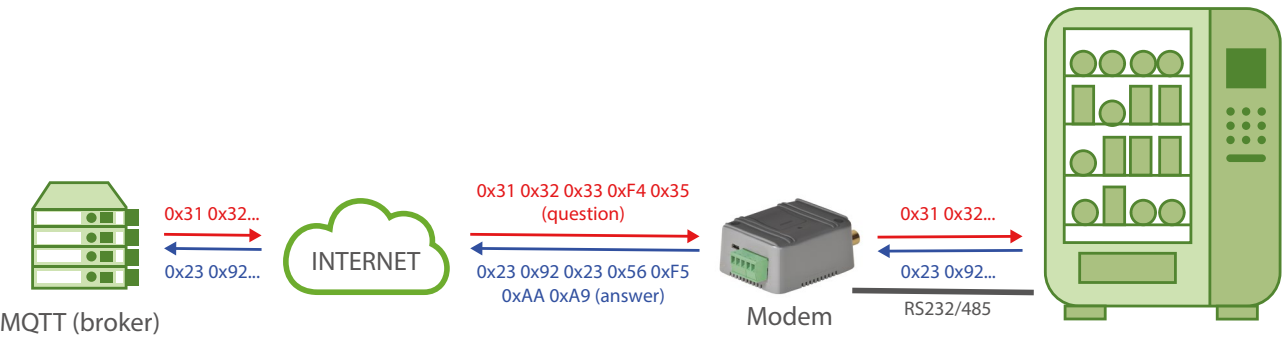 0x31 0x32...
0x23 0x92...
MQTT (broker)
INTERNET
0x31 0x32 0x33 0xF4 0x35
(question)
0x23 0x92 0x23 0x56 0xF5
0xAA 0xA9 (answer)
Modem
0x31 0x32...
0x23 0x92...
RS232/485